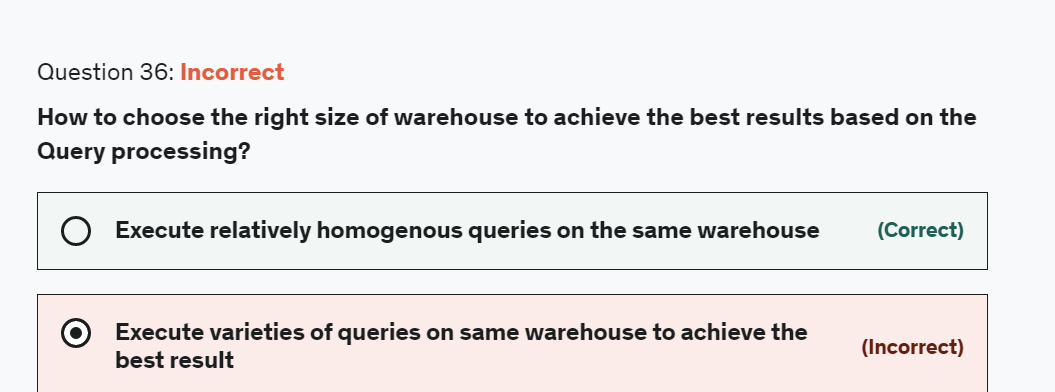 Question 36: Incorrect
How to choose the right size of warehouse to achieve the best results based on the
Query processing?
Execute relatively homogenous queries on the same warehouse (Correct)
Execute varieties of queries on same warehouse to achieve the
best result (Incorrect)